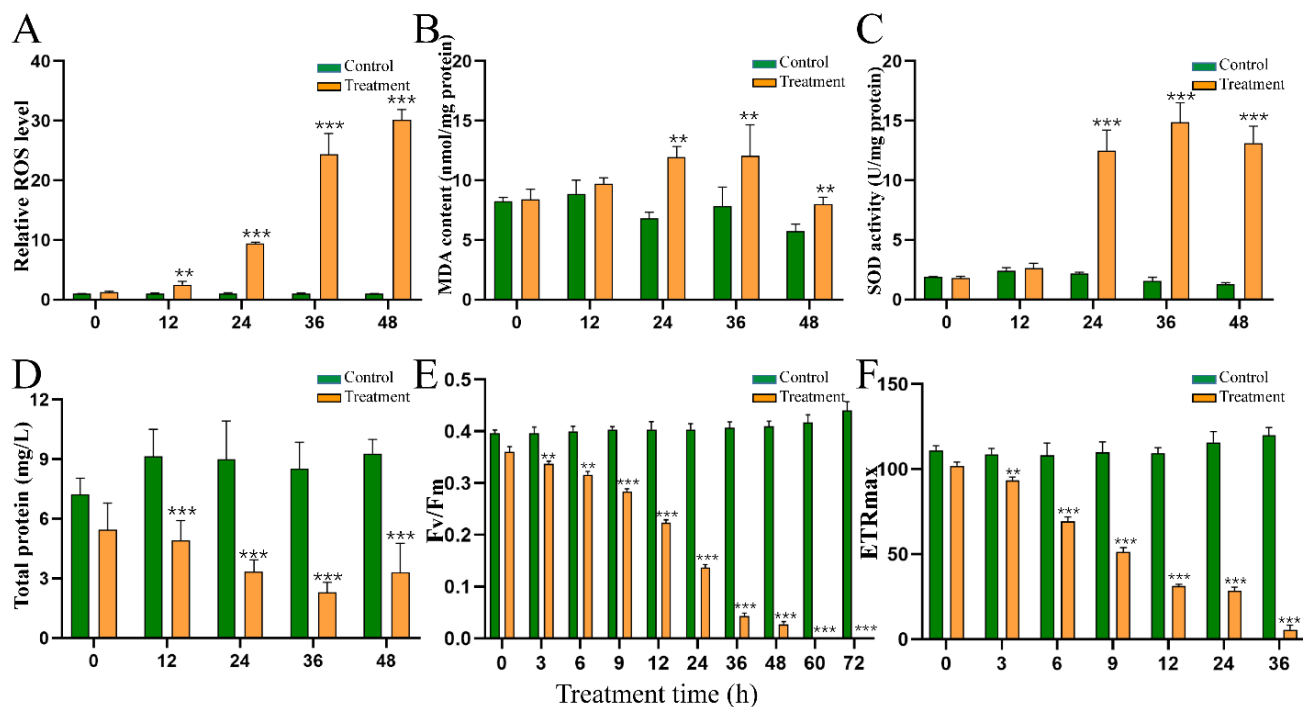 A
Relative ROS level
40
30
20
10
0
Control
Treatment
**
***
***
***
0 12 24 36 48
B
MDA content (nmol/mg protein)
20
15
10
5
0
Control
Treatment
**
**
**
0 12 24 36 48
C
SOD activity (U/mg protein)
20
15
10
5
0
Control
Treatment
***
***
***
0 12 24 36 48
D
Total protein (mg/L)
12
9
6
3
0
Control
Treatment
***
***
***
***
0 12 24 36 48
E
Fv/Fm
0.5
0.4
0.3
0.2
0.1
0.0
Control
Treatment
**
**
***
***
***
***
***
***
***
0 3 6 9 12 24 36 48 60 72
F
ETRmax
150
100
50
0
Control
Treatment
**
***
***
***
***
***
0 3 6 9 12 24 36
Treatment time (h)